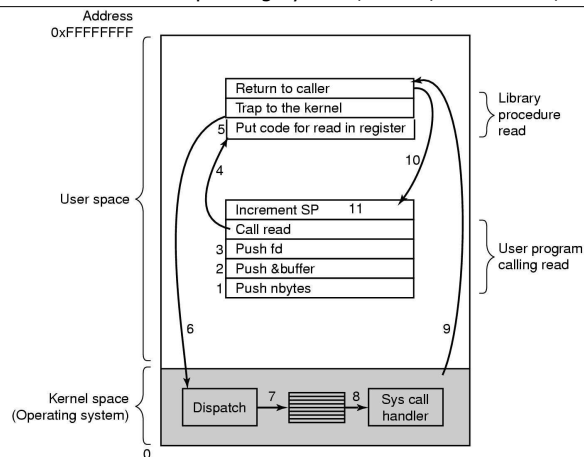 Address
0xFFFFFFFF
Return to caller
Trap to the kernel
5 Put code for read in register
Library
procedure
read
4
10
User space
Increment SP 11
Call read
3 Push fd
2 Push &buffer
1 Push nbytes
User program
calling read
6
9
Kernel space
(Operating system)
Dispatch
7
8
Sys call
handler
0